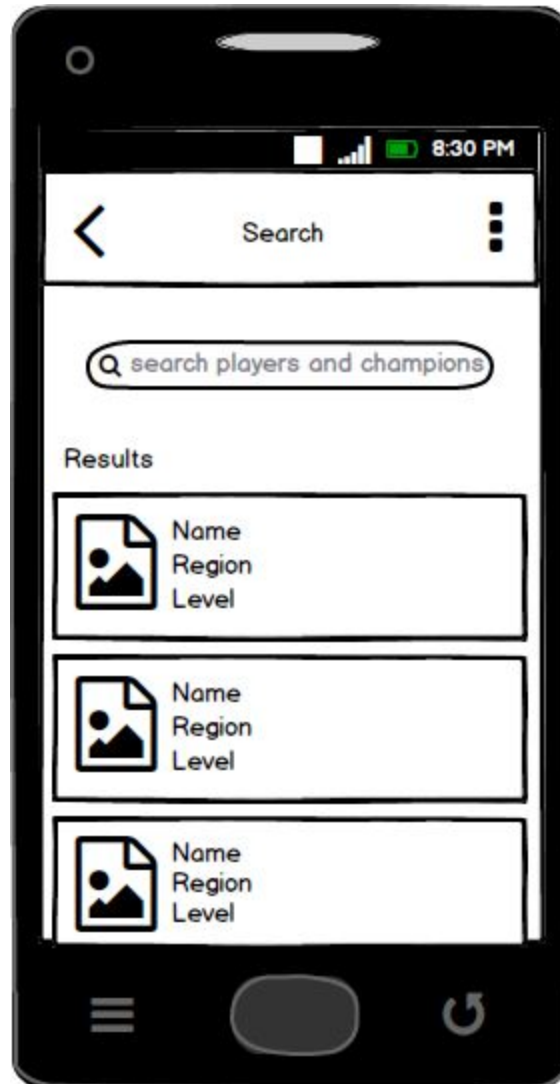 8:30 PM
Search
search players and champions
Results
Name
Region
Level
Name
Region
Level
Name
Region
Level